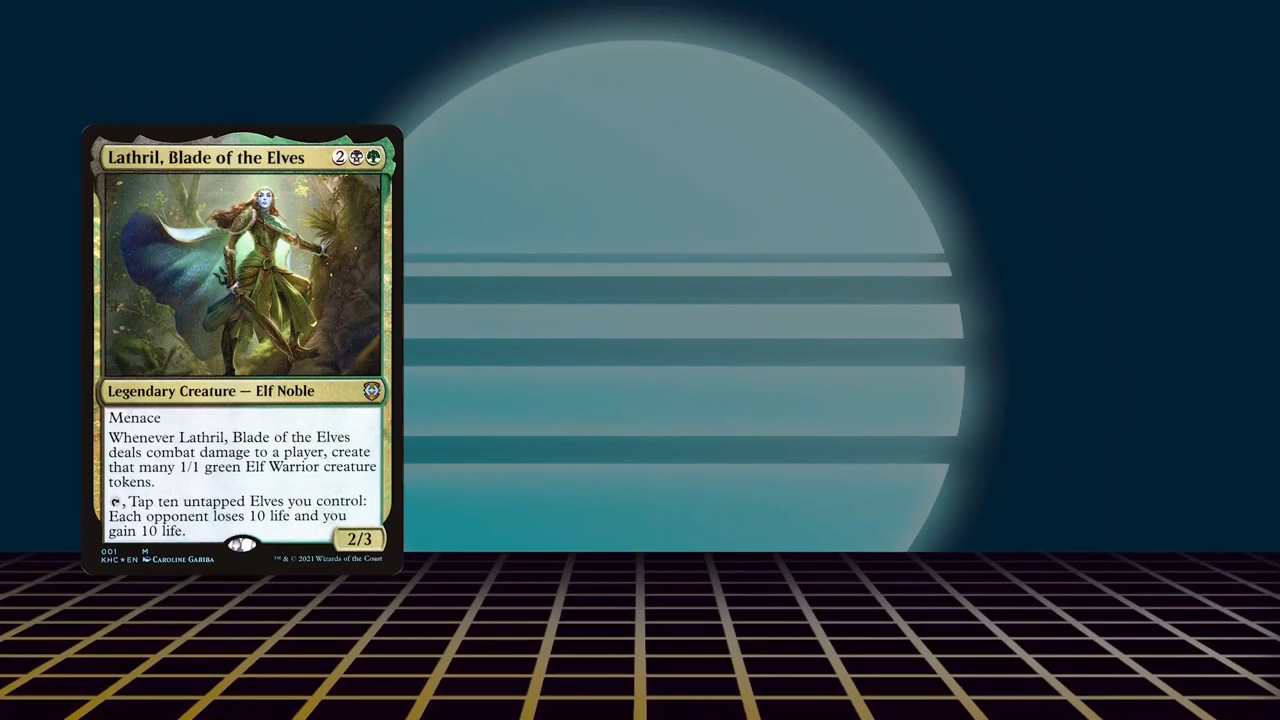 Lathril, Blade of the Elves 2
Legendary Creature — Elf Noble
Menace
Whenever Lathril, Blade of the Elves
deals combat damage to a player, create
that many 1/1 green Elf Warrior creature
tokens.
, Tap ten untapped Elves you control:
Each opponent loses 10 life and you
gain 10 life.
2/3
001 M
KHC★EN CAROLINE GARIBA
™ & © 2021 Wizards of the Coast